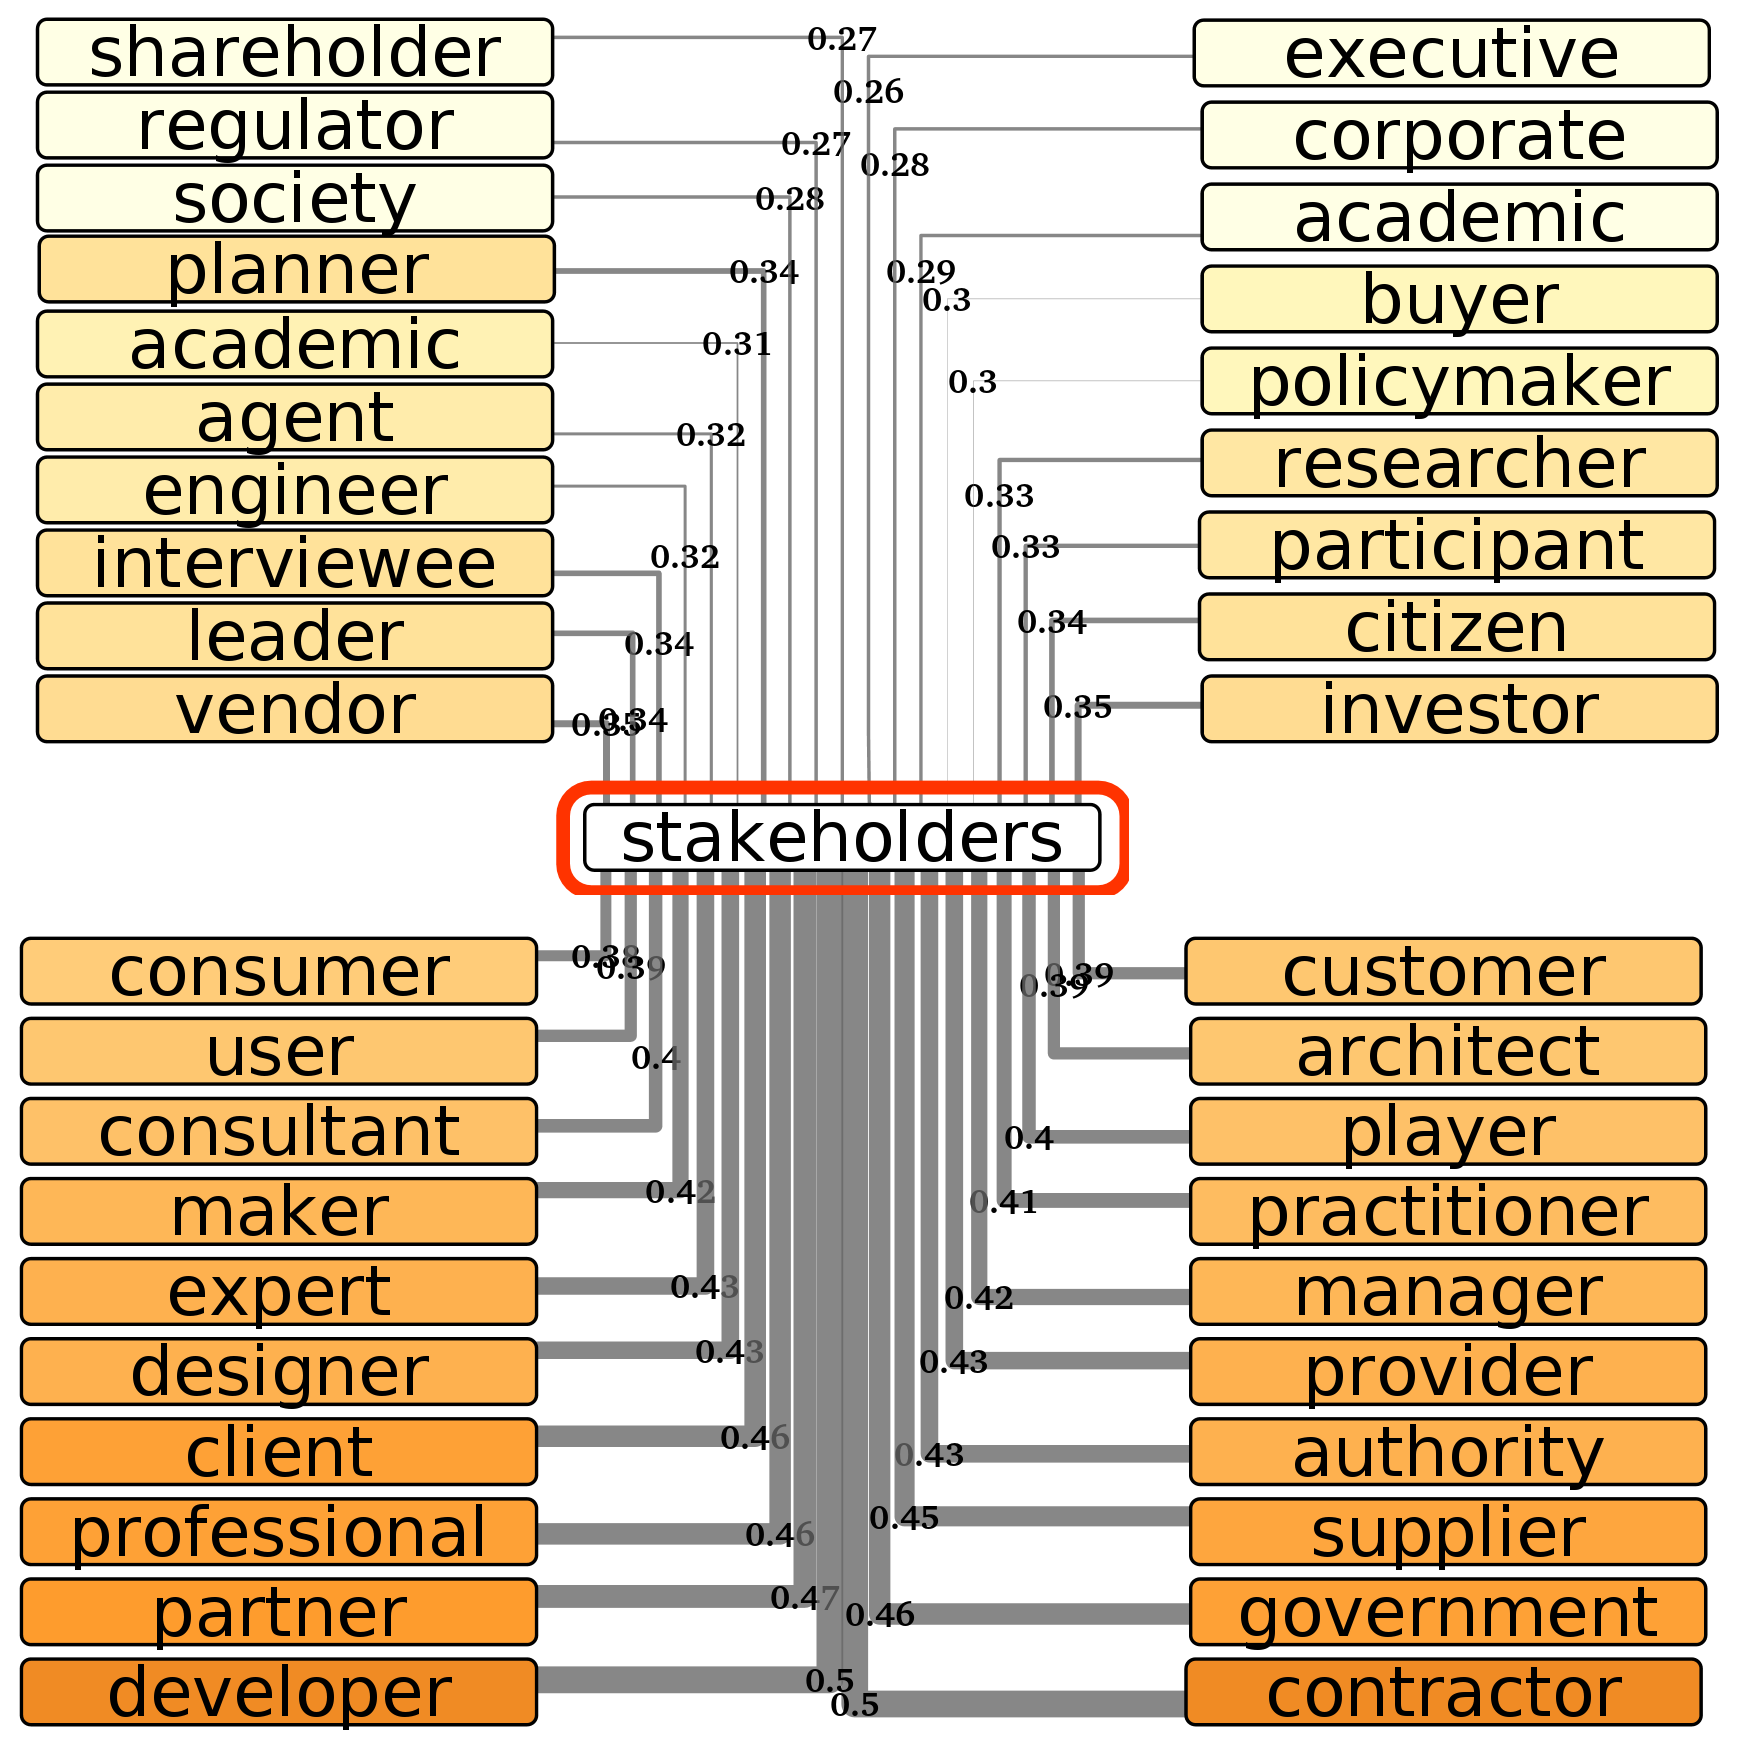 shareholder
0.27
executive
0.26
regulator
0.27
corporate
0.28
society
0.28
academic
0.29
planner
0.34
buyer
0.3
academic
0.31
policymaker
0.3
agent
0.32
researcher
0.33
engineer
0.32
participant
0.33
interviewee
0.34
citizen
0.34
leader
0.34
investor
0.35
vendor
0.35
stakeholders
consumer
0.38
customer
0.39
user
0.39
architect
0.39
consultant
0.4
player
0.4
maker
0.42
practitioner
0.41
expert
0.43
manager
0.42
designer
0.43
provider
0.43
client
0.46
authority
0.43
professional
0.46
supplier
0.45
partner
0.47
government
0.46
developer
0.5
contractor
0.5